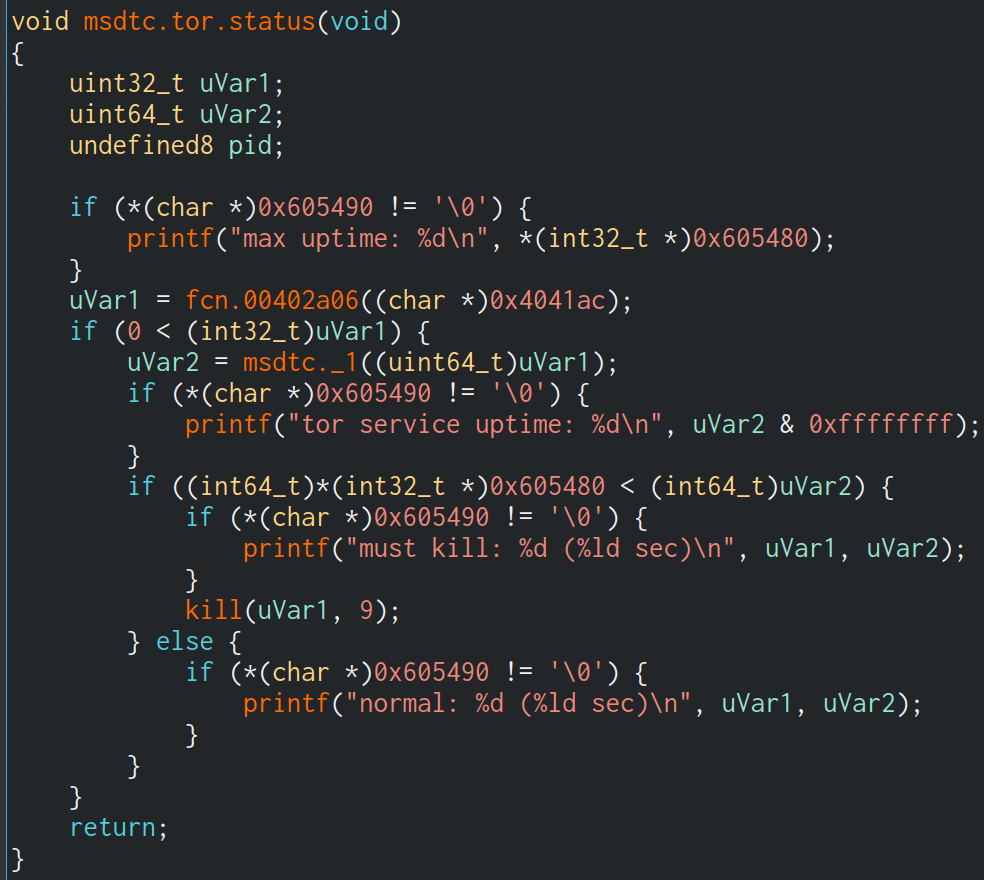 void msdtc.tor.status(void)
{
    uint32_t uVar1;
    uint64_t uVar2;
    undefined8 pid;

    if (*(char *)0x605490 != '\0') {
        printf("max uptime: %d\n", *(int32_t *)0x605480);
    }
    uVar1 = fcn.00402a06((char *)0x4041ac);
    if (0 < (int32_t)uVar1) {
        uVar2 = msdtc._1((uint64_t)uVar1);
        if (*(char *)0x605490 != '\0') {
            printf("tor service uptime: %d\n", uVar2 & 0xffffffff);
        }
        if ((int64_t)*(int32_t *)0x605480 < (int64_t)uVar2) {
            if (*(char *)0x605490 != '\0') {
                printf("must kill: %d (%ld sec)\n", uVar1, uVar2);
            }
            kill(uVar1, 9);
        } else {
            if (*(char *)0x605490 != '\0') {
                printf("normal: %d (%ld sec)\n", uVar1, uVar2);
            }
        }
    }
    return;
}